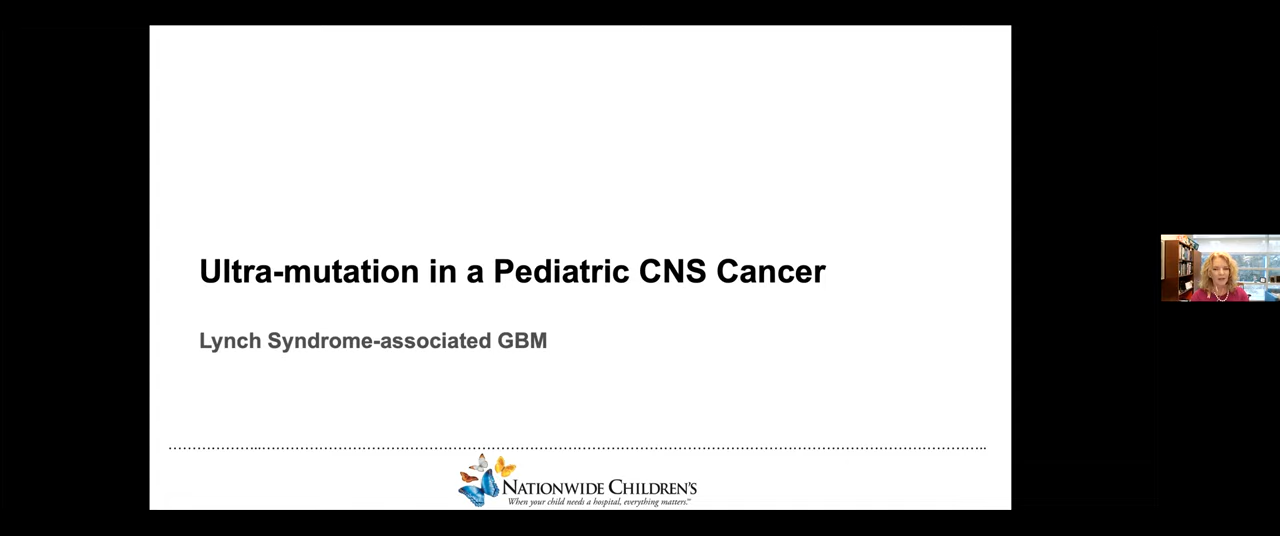 Ultra-mutation in a Pediatric CNS Cancer
Lynch Syndrome-associated GBM
NATIONWIDE CHILDREN'S
When your child needs a hospital, everything matters.™